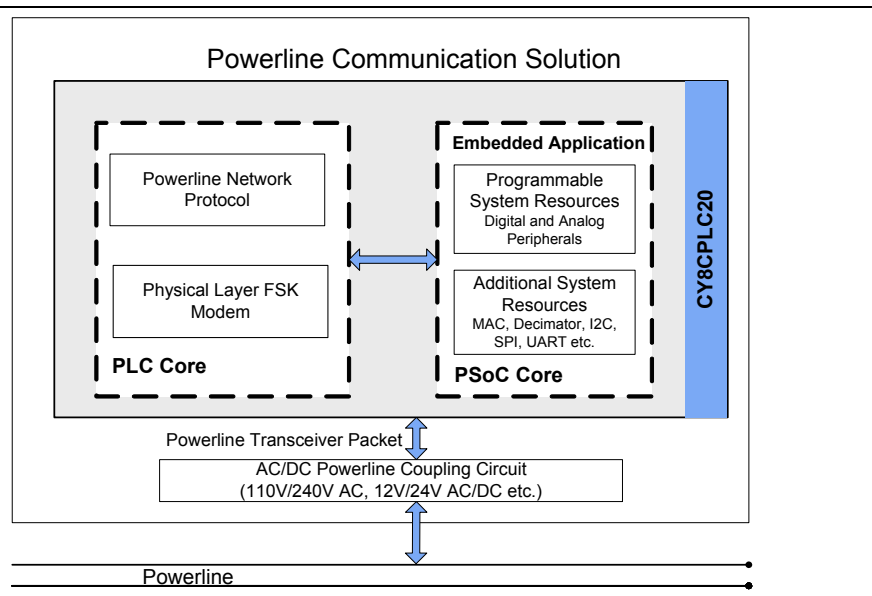 Powerline Communication Solution
Powerline Network
Protocol
Physical Layer FSK
Modem
PLC Core
Embedded Application
Programmable
System Resources
Digital and Analog
Peripherals
Additional System
Resources
MAC, Decimator, I2C,
SPI, UART etc.
PSoC Core
CY8CPLC20
Powerline Transceiver Packet
AC/DC Powerline Coupling Circuit
(110V/240V AC, 12V/24V AC/DC etc.)
Powerline